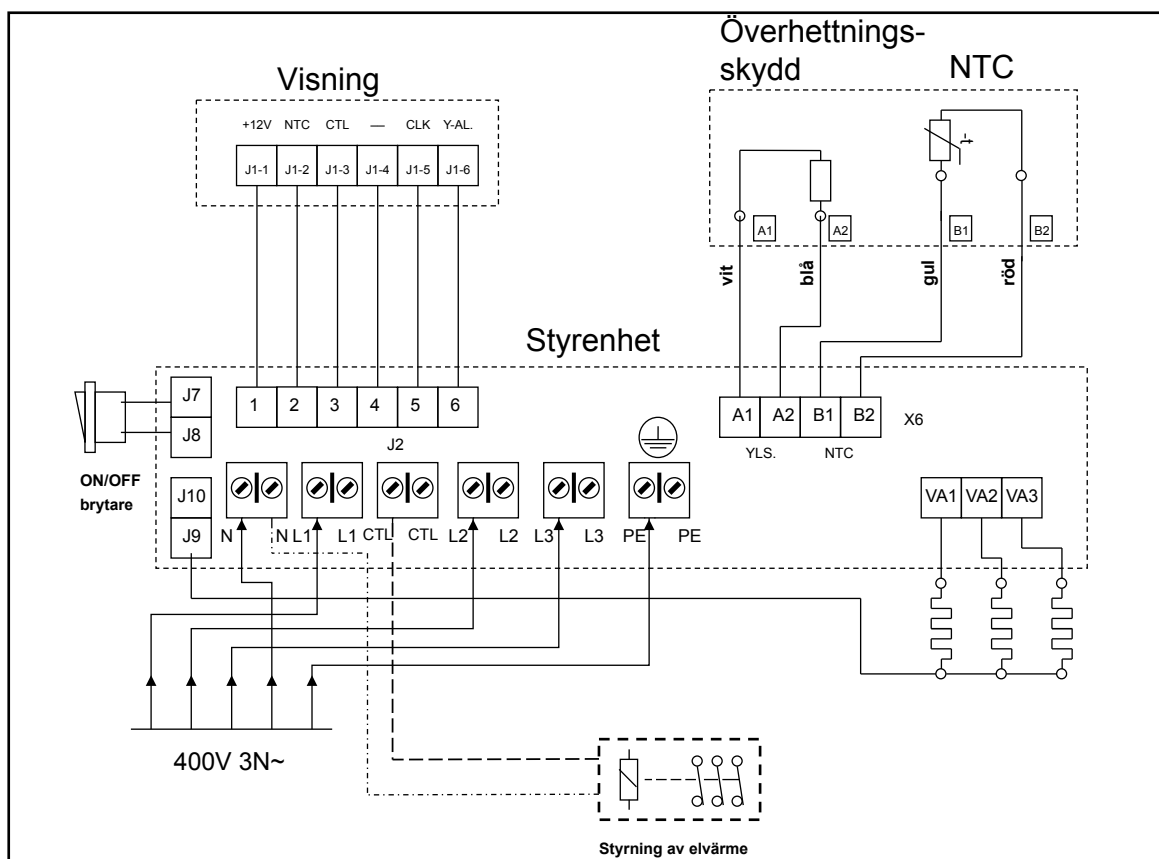 Överhettnings-
skydd
NTC
Visning
+12V NTC CTL — CLK Y-AL.
J1-1 J1-2 J1-3 J1-4 J1-5 J1-6
-t
A1 A2 B1 B2
vit
blå
gul
röd
Styrenhet
J7
J8
1 2 3 4 5 6
J2
A1 A2 B1 B2
X6
YLS. NTC
ON/OFF
brytare
J10
J9
N N L1 L1 CTL CTL L2 L2 L3 L3 PE PE
VA1 VA2 VA3
400V 3N~
Styrning av elvärme